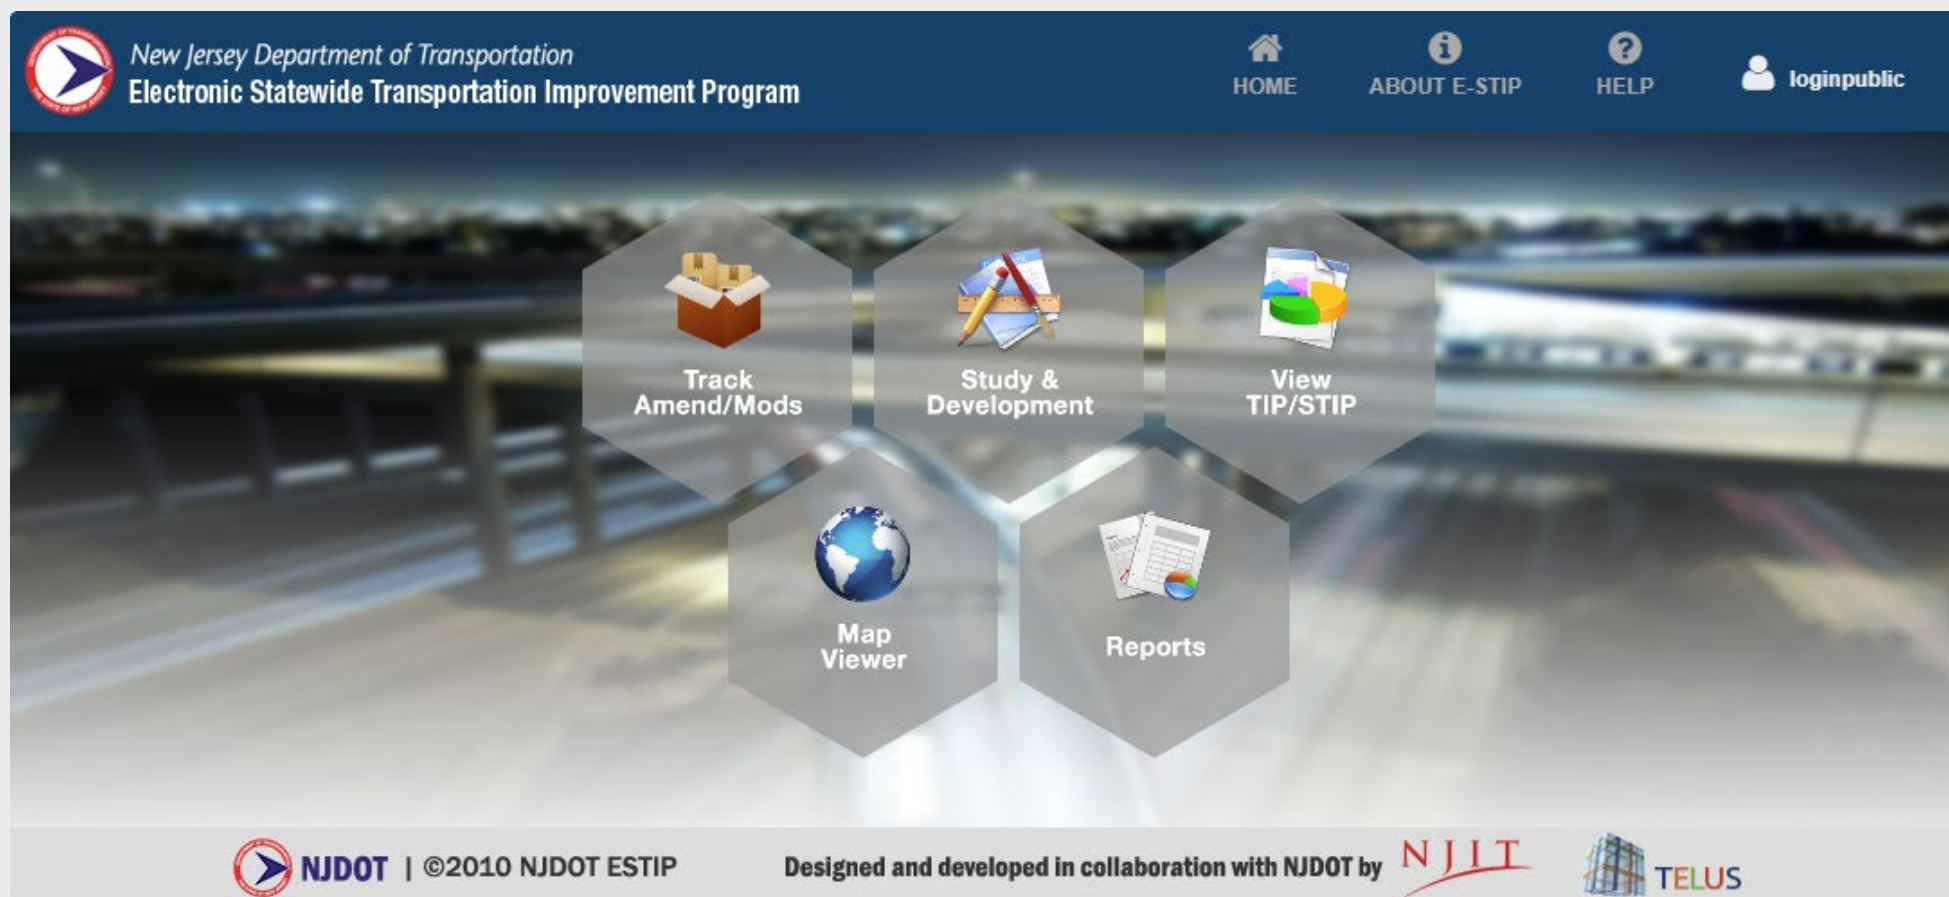 New Jersey Department of Transportation
Electronic Statewide Transportation Improvement Program
HOME
ABOUT E-STIP
HELP
loginpublic
Track
Amend/Mods
Study &
Development
View
TIP/STIP
Map
Viewer
Reports
NJDOT | ©2010 NJDOT ESTIP
Designed and developed in collaboration with NJDOT by
NJIT
TELUS